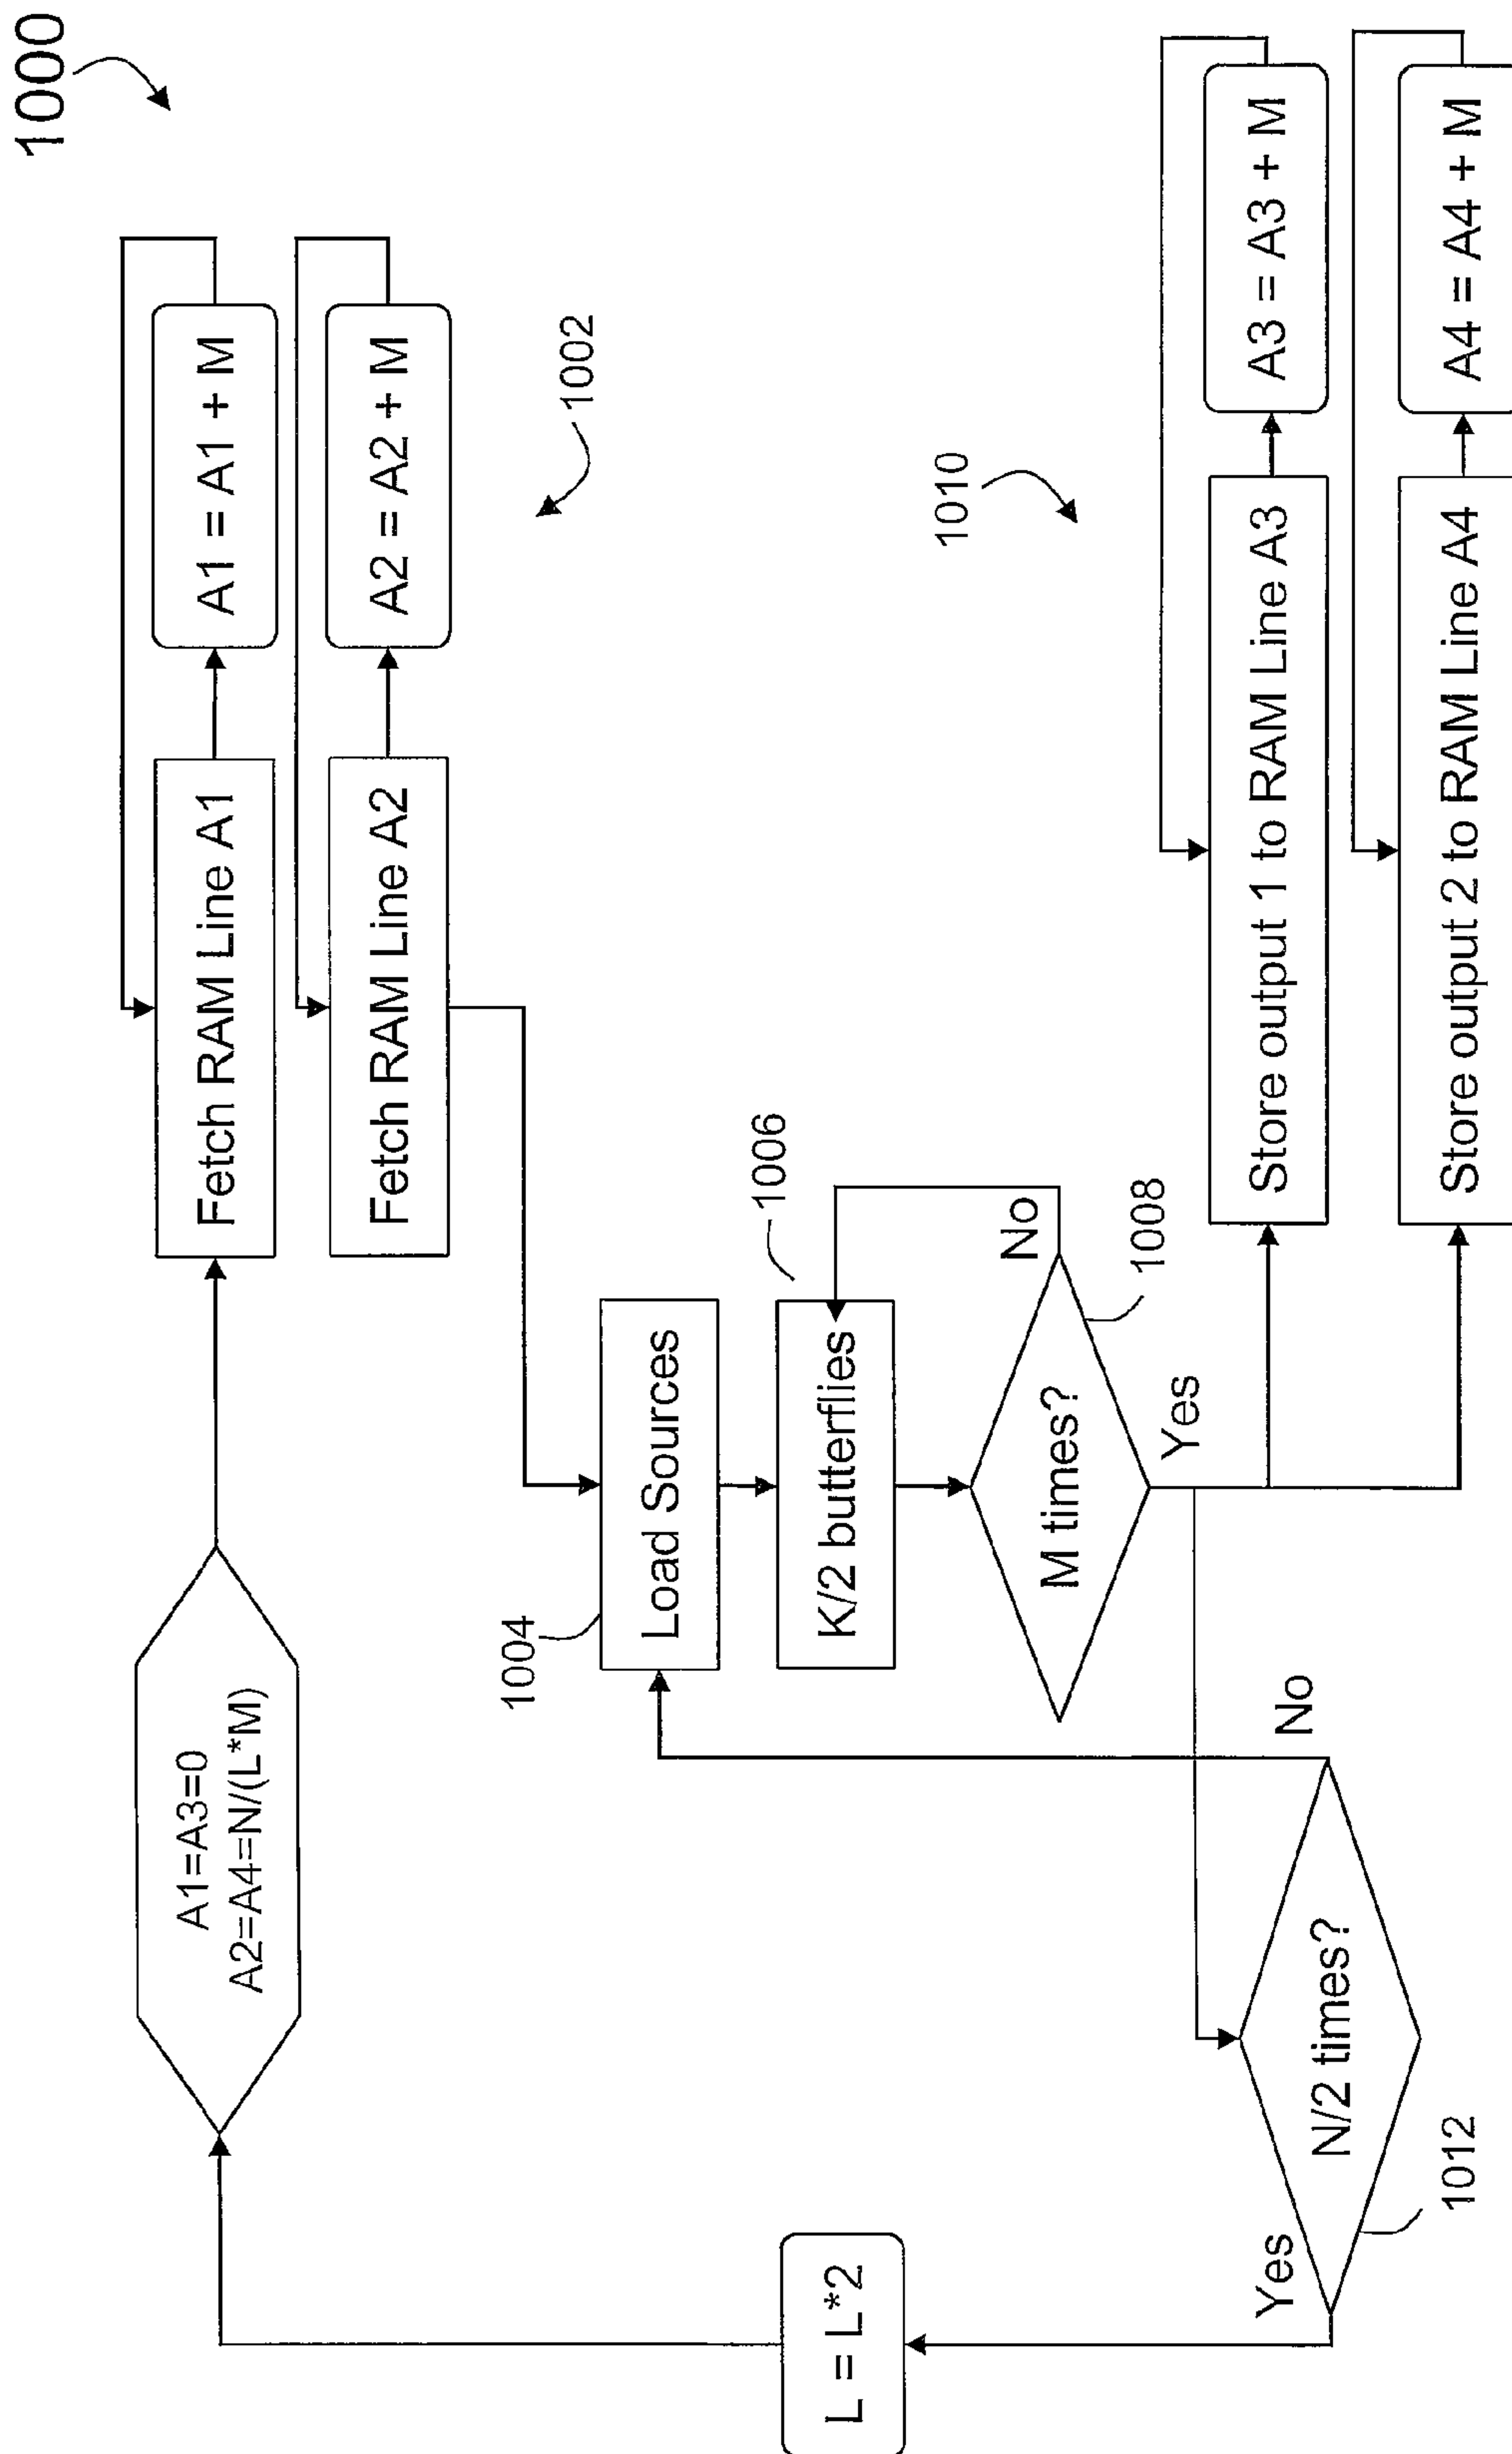 1000
A1=A3=0
A2=A4=N/(L*M)
Fetch RAM Line A1
A1 = A1 + M
Fetch RAM Line A2
A2 = A2 + M
1002
1004
Load Sources
K/2 butterflies
1006
M times?
No
1008
Yes
1010
Store output 1 to RAM Line A3
A3 = A3 + M
Store output 2 to RAM Line A4
A4 = A4 + M
N/2 times?
No
Yes
1012
L = L*2